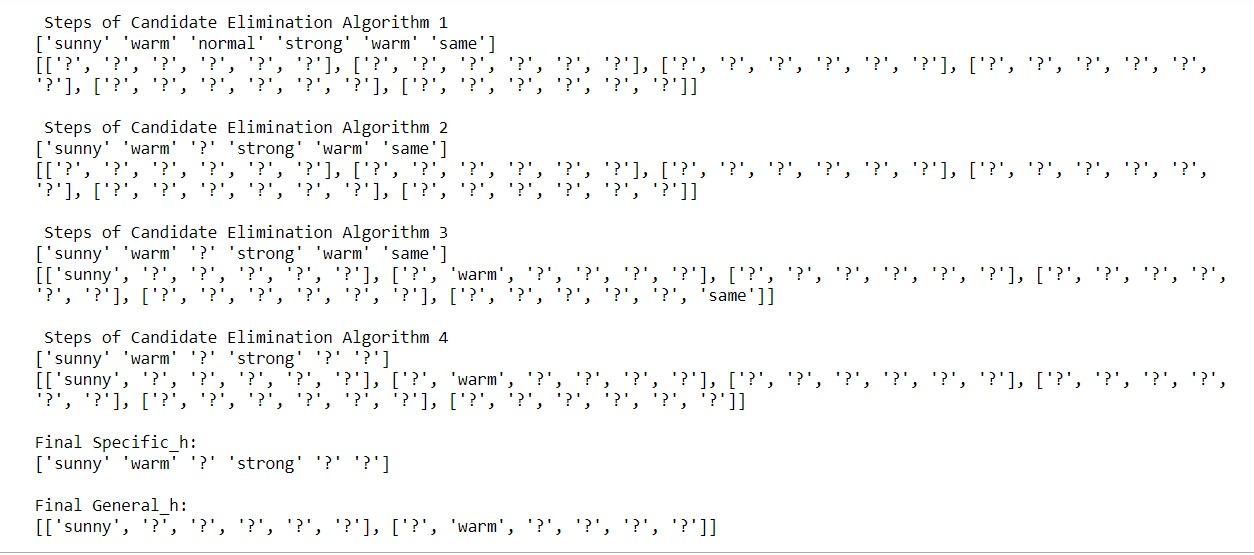 Steps of Candidate Elimination Algorithm 1
['sunny' 'warm' 'normal' 'strong' 'warm' 'same']
[['?', '?', '?', '?', '?', '?'], ['?', '?', '?', '?', '?', '?'], ['?', '?', '?', '?', '?', '?'], ['?', '?', '?', '?', '?',
'?'], ['?', '?', '?', '?', '?', '?'], ['?', '?', '?', '?', '?', '?']]
Steps of Candidate Elimination Algorithm 2
['sunny' 'warm' '?' 'strong' 'warm' 'same']
[['?', '?', '?', '?', '?', '?'], ['?', '?', '?', '?', '?', '?'], ['?', '?', '?', '?', '?', '?'], ['?', '?', '?', '?', '?',
'?'], ['?', '?', '?', '?', '?', '?'], ['?', '?', '?', '?', '?', '?']]
Steps of Candidate Elimination Algorithm 3
['sunny' 'warm' '?' 'strong' 'warm' 'same']
[['sunny', '?', '?', '?', '?', '?'], ['?', 'warm', '?', '?', '?', '?'], ['?', '?', '?', '?', '?', '?'], ['?', '?', '?', '?',
'?', '?'], ['?', '?', '?', '?', '?', '?'], ['?', '?', '?', '?', '?', 'same']]
Steps of Candidate Elimination Algorithm 4
['sunny' 'warm' '?' 'strong' '?' '?']
[['sunny', '?', '?', '?', '?', '?'], ['?', 'warm', '?', '?', '?', '?'], ['?', '?', '?', '?', '?', '?'], ['?', '?', '?', '?',
'?', '?'], ['?', '?', '?', '?', '?', '?'], ['?', '?', '?', '?', '?', '?']]
Final Specific_h:
['sunny' 'warm' '?' 'strong' '?' '?']
Final General_h:
[['sunny', '?', '?', '?', '?', '?'], ['?', 'warm', '?', '?', '?', '?']]